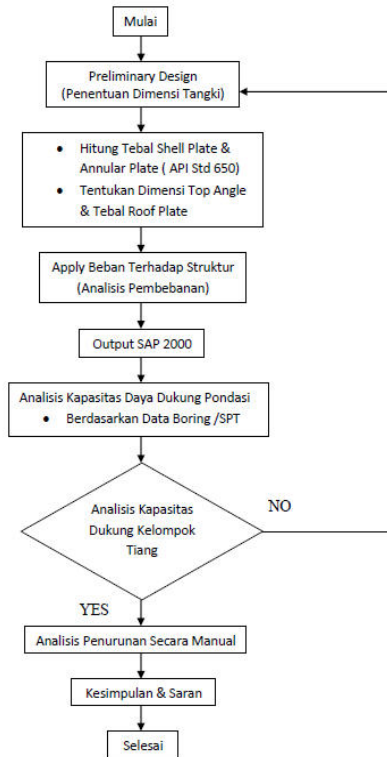 Mulai
Preliminary Design
(Penentuan Dimensi Tangki)
• Hitung Tebal Shell Plate &
Annular Plate ( API Std 650)
• Tentukan Dimensi Top Angle
& Tebal Roof Plate
Apply Beban Terhadap Struktur
(Analisis Pembebanan)
Output SAP 2000
Analisis Kapasitas Daya Dukung Pondasi
• Berdasarkan Data Boring /SPT
Analisis Kapasitas
Dukung Kelompok
Tiang
NO
YES
Analisis Penurunan Secara Manual
Kesimpulan & Saran
Selesai